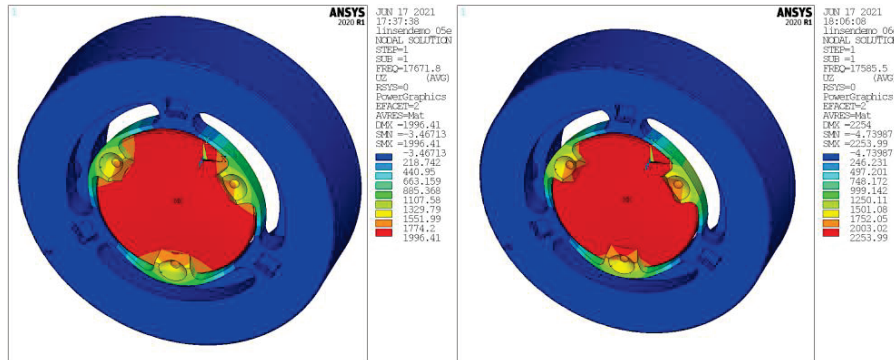 1
ANSYS
2020 R1
JUN 17 2021
17:37:38
linsendemo_05e
NODAL SOLUTION
STEP=1
SUB =1
FREQ=17671.8
UZ (AVG)
RSYS=0
PowerGraphics
EFACET=2
AVRES=Mat
DMX =1996.41
SMN =-3.46713
SMX =1996.41
-3.46713
218.742
440.95
663.159
885.368
1107.58
1329.79
1551.99
1774.2
1996.41
1
ANSYS
2020 R1
JUN 17 2021
18:06:08
NODAL SOLUTION
STEP=1
SUB =1
FREQ=17585.5
UZ (AVG)
RSYS=0
PowerGraphics
EFACET=2
AVRES=Mat
DMX =2254
SMN =-4.73987
SMX =2253.99
-4.73987
246.231
497.201
748.172
999.142
1250.11
1501.08
1752.05
2003.02
2253.99